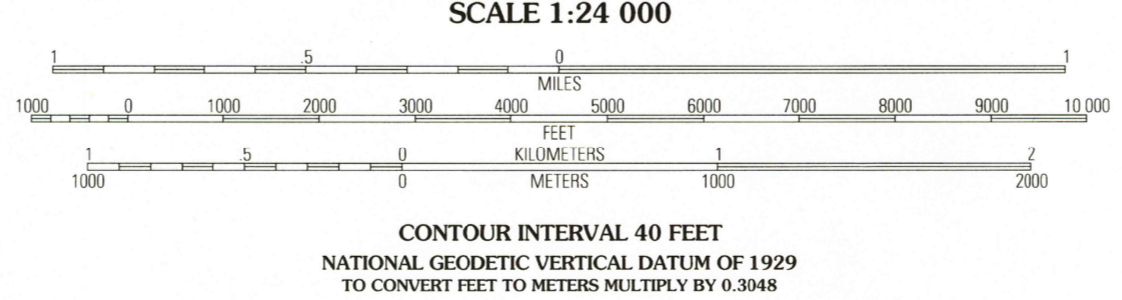 SCALE 1:24 000
1 .5 0 1
MILES
1000 0 1000 2000 3000 4000 5000 6000 7000 8000 9000 10 000
FEET
1 .5 0 KILOMETERS 1 2
1000 0 METERS 1000 2000
CONTOUR INTERVAL 40 FEET
NATIONAL GEODETIC VERTICAL DATUM OF 1929
TO CONVERT FEET TO METERS MULTIPLY BY 0.3048